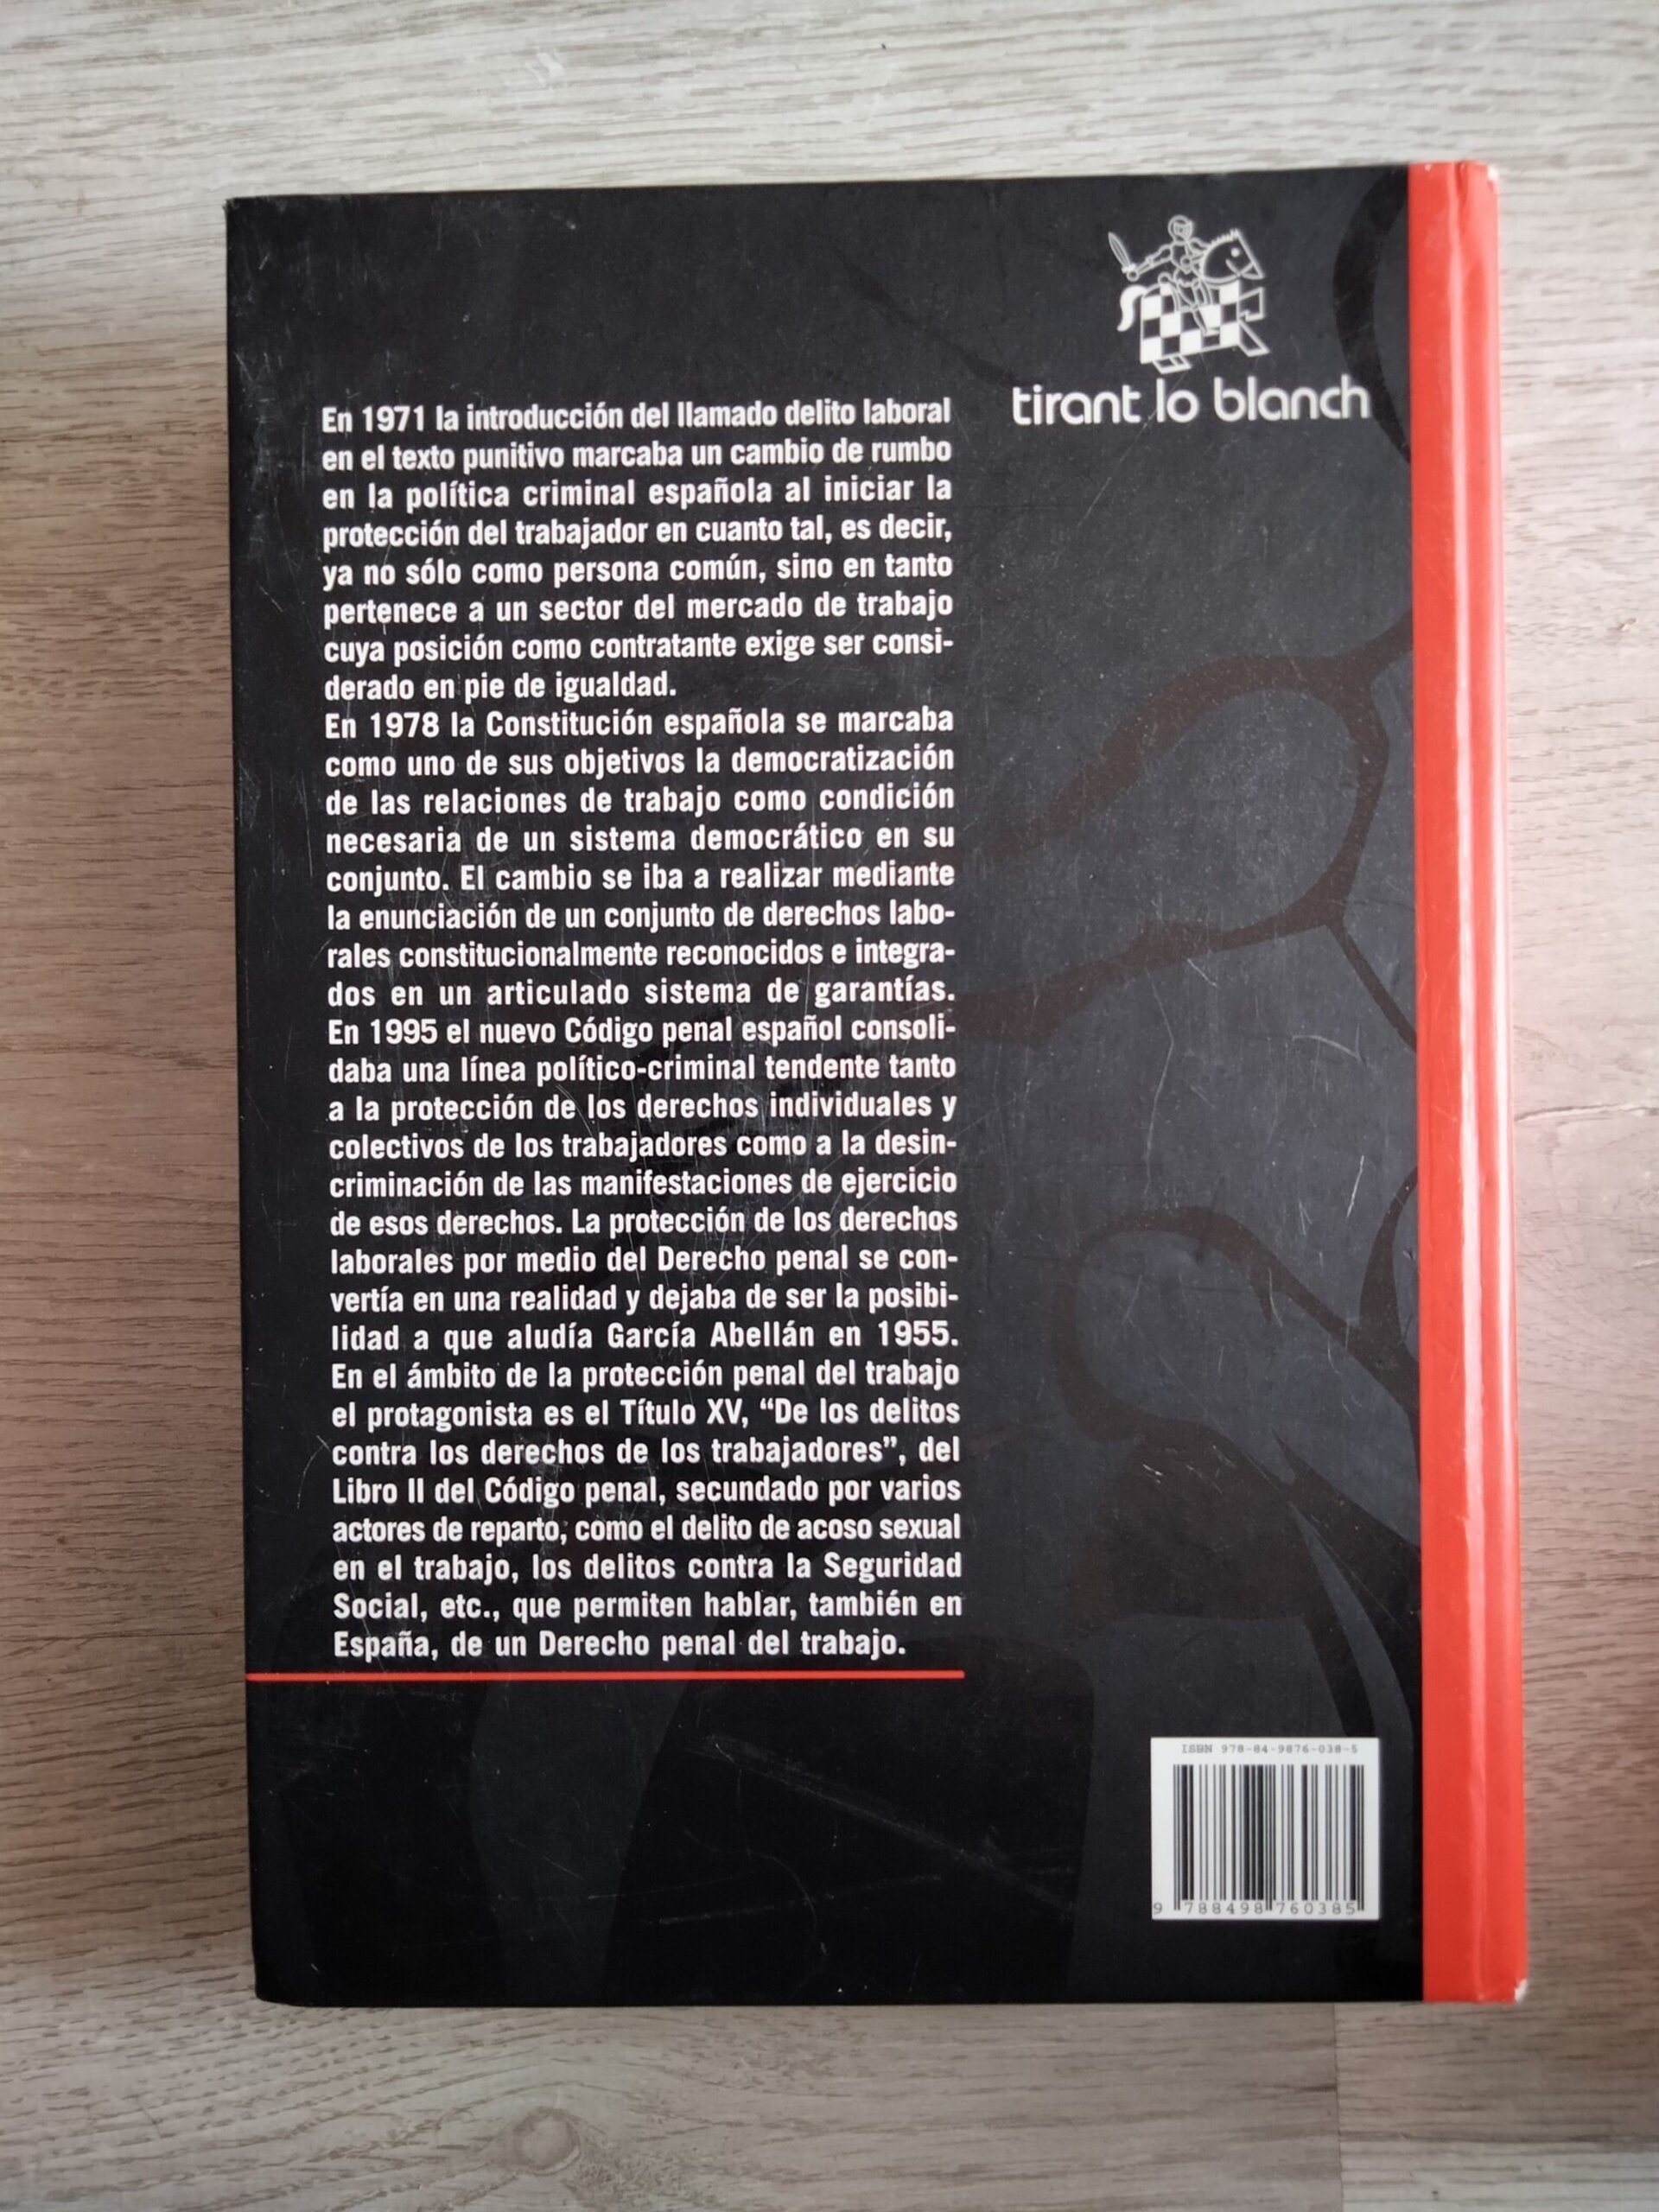 tirant lo blanch
En 1971 la introducción del llamado delito laboral
en el texto punitivo marcaba un cambio de rumbo
en la política criminal española al iniciar la
protección del trabajador en cuanto tal, es decir,
ya no sólo como persona común, sino en tanto
pertenece a un sector del mercado de trabajo
cuya posición como contratante exige ser consi-
derado en pie de igualdad.
En 1978 la Constitución española se marcaba
como uno de sus objetivos la democratización
de las relaciones de trabajo como condición
necesaria de un sistema democrático en su
conjunto. El cambio se iba a realizar mediante
la enunciación de un conjunto de derechos labo-
rales constitucionalmente reconocidos e integra-
dos en un articulado sistema de garantías.
En 1995 el nuevo Código penal español consoli-
daba una línea político-criminal tendente tanto
a la protección de los derechos individuales y
colectivos de los trabajadores como a la desin-
criminación de las manifestaciones de ejercicio
de esos derechos. La protección de los derechos
laborales por medio del Derecho penal se con-
vertía en una realidad y dejaba de ser la posibi-
lidad a que aludía García Abellán en 1955.
En el ámbito de la protección penal del trabajo
el protagonista es el Título XV, “De los delitos
contra los derechos de los trabajadores”, del
Libro II del Código penal, secundado por varios
actores de reparto, como el delito de acoso sexual
en el trabajo, los delitos contra la Seguridad
Social, etc., que permiten hablar, también en
España, de un Derecho penal del trabajo.
ISBN 978-84-9876-038-5
9 788498 760385